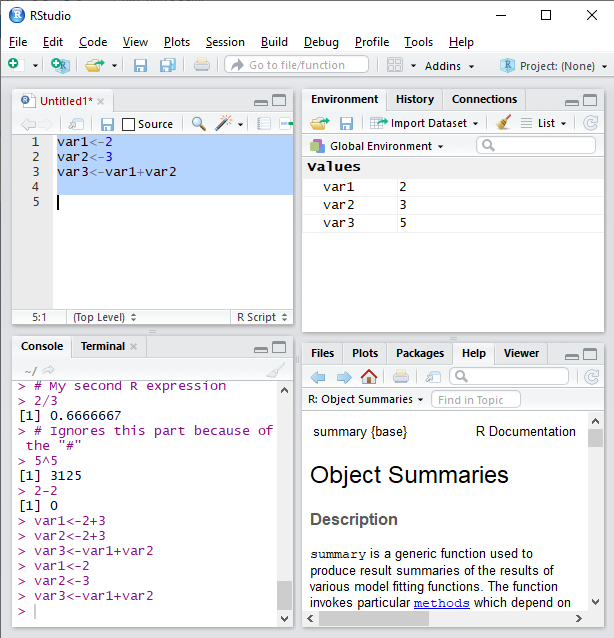 RStudio
File Edit Code View Plots Session Build Debug Profile Tools Help
Go to file/function Addins Project: (None)
Untitled1*
Source
1 var1<-2
2 var2<-3
3 var3<-var1+var2
4
5
5:1 (Top Level) R Script
Console Terminal
~/
> # My second R expression
> 2/3
[1] 0.6666667
> # Ignores this part because of
the "#"
> 5^5
[1] 3125
> 2-2
[1] 0
> var1<-2+3
> var2<-2+3
> var3<-var1+var2
> var1<-2
> var2<-3
> var3<-var1+var2
>
Environment History Connections
Import Dataset List
Global Environment
Values
var1 2
var2 3
var3 5
Files Plots Packages Help Viewer
R: Object Summaries Find in Topic
summary {base} R Documentation
Object Summaries
Description
summary is a generic function used to
produce result summaries of the results of
various model fitting functions. The function
invokes particular methods which depend on